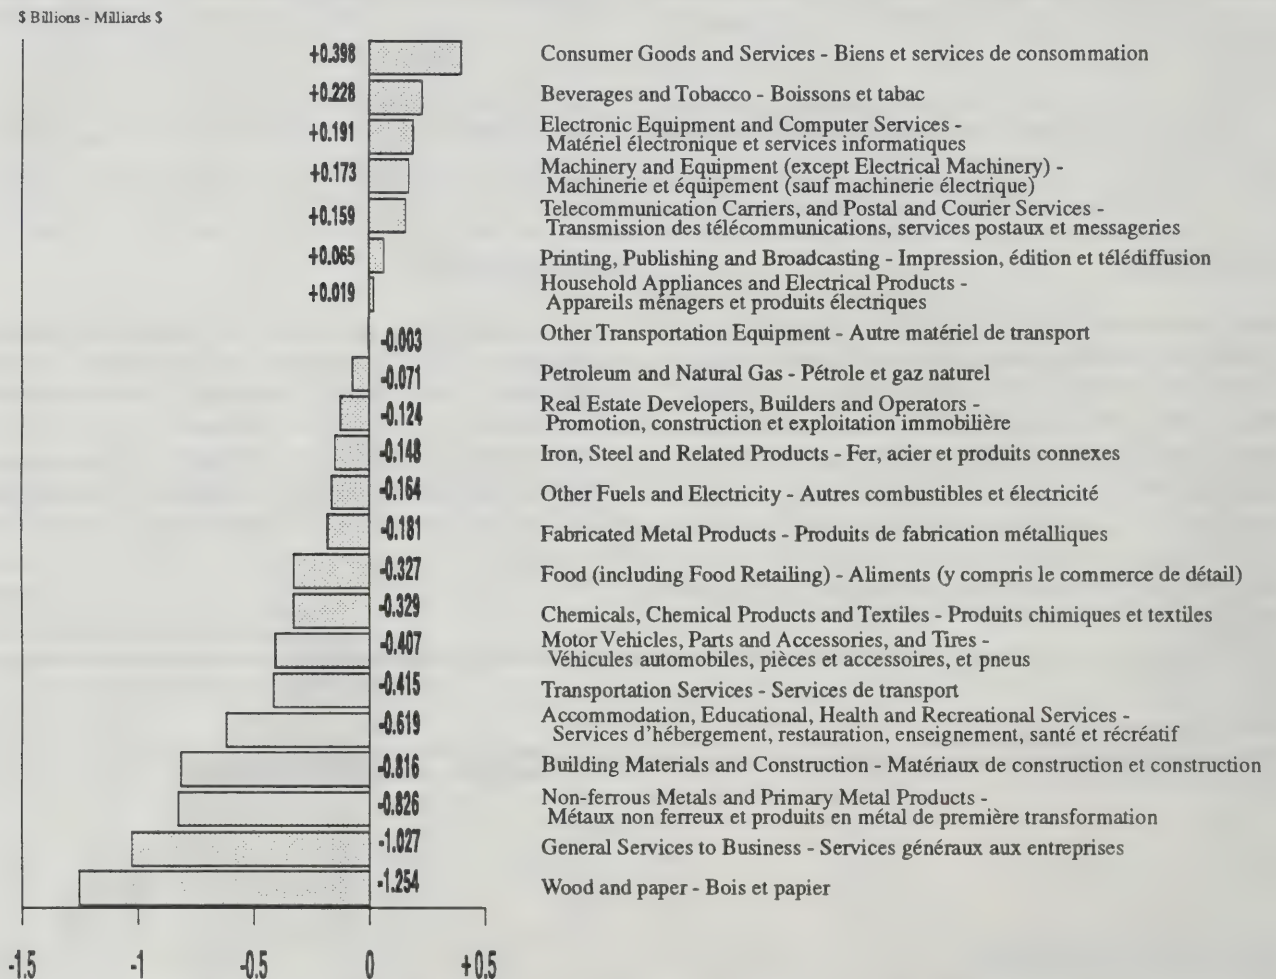 $ Billions - Milliards $
+0.398 Consumer Goods and Services - Biens et services de consommation
+0.228 Beverages and Tobacco - Boissons et tabac
+0.191 Electronic Equipment and Computer Services -
Matériel électronique et services informatiques
+0.173 Machinery and Equipment (except Electrical Machinery) -
Machinerie et équipement (sauf machinerie électrique)
+0.159 Telecommunication Carriers, and Postal and Courier Services -
Transmission des télécommunications, services postaux et messageries
+0.065 Printing, Publishing and Broadcasting - Impression, édition et télédiffusion
+0.019 Household Appliances and Electrical Products -
Appareils ménagers et produits électriques
-0.003 Other Transportation Equipment - Autre matériel de transport
-0.071 Petroleum and Natural Gas - Pétrole et gaz naturel
-0.124 Real Estate Developers, Builders and Operators -
Promotion, construction et exploitation immobilière
-0.148 Iron, Steel and Related Products - Fer, acier et produits connexes
-0.164 Other Fuels and Electricity - Autres combustibles et électricité
-0.181 Fabricated Metal Products - Produits de fabrication métalliques
-0.327 Food (including Food Retailing) - Aliments (y compris le commerce de détail)
-0.329 Chemicals, Chemical Products and Textiles - Produits chimiques et textiles
-0.407 Motor Vehicles, Parts and Accessories, and Tires -
Véhicules automobiles, pièces et accessoires, et pneus
-0.415 Transportation Services - Services de transport
-0.619 Accommodation, Educational, Health and Recreational Services -
Services d'hébergement, restauration, enseignement, santé et récréatif
-0.816 Building Materials and Construction - Matériaux de construction et construction
-0.826 Non-ferrous Metals and Primary Metal Products -
Métaux non ferreux et produits en métal de première transformation
-1.027 General Services to Business - Services généraux aux entreprises
-1.254 Wood and paper - Bois et papier
-1.5 -1 -0.5 0 +0.5